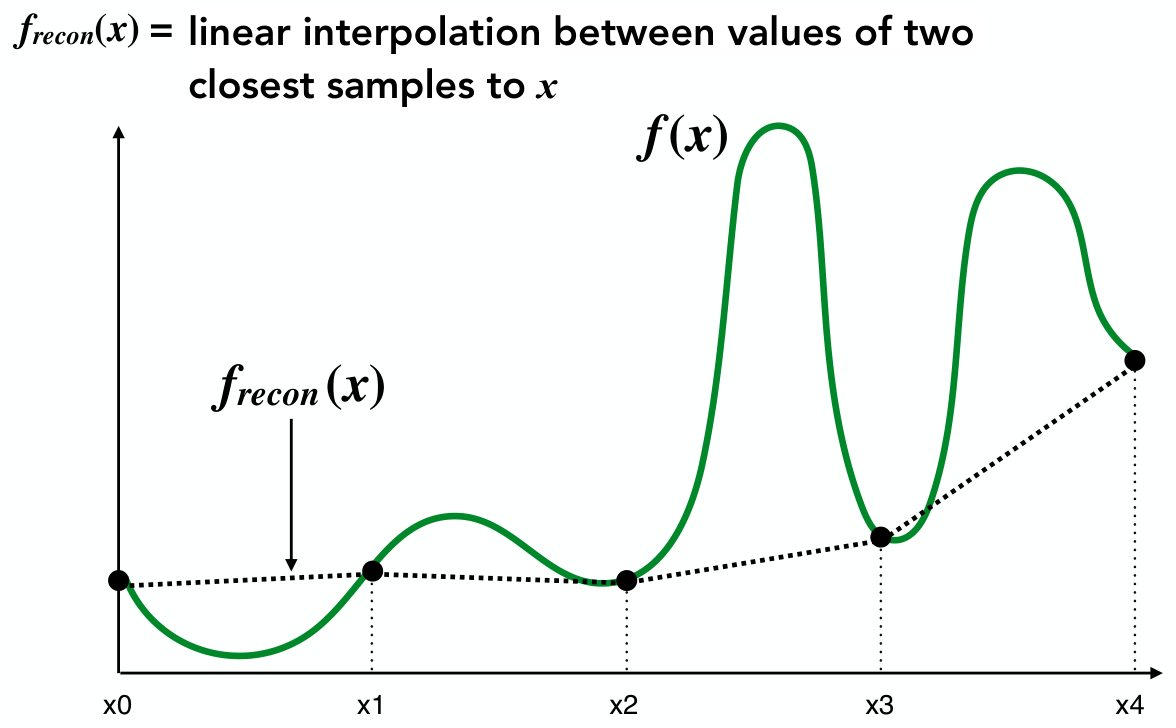 frecon(x) = linear interpolation between values of two
closest samples to x
f(x)
frecon(x)
x0 x1 x2 x3 x4